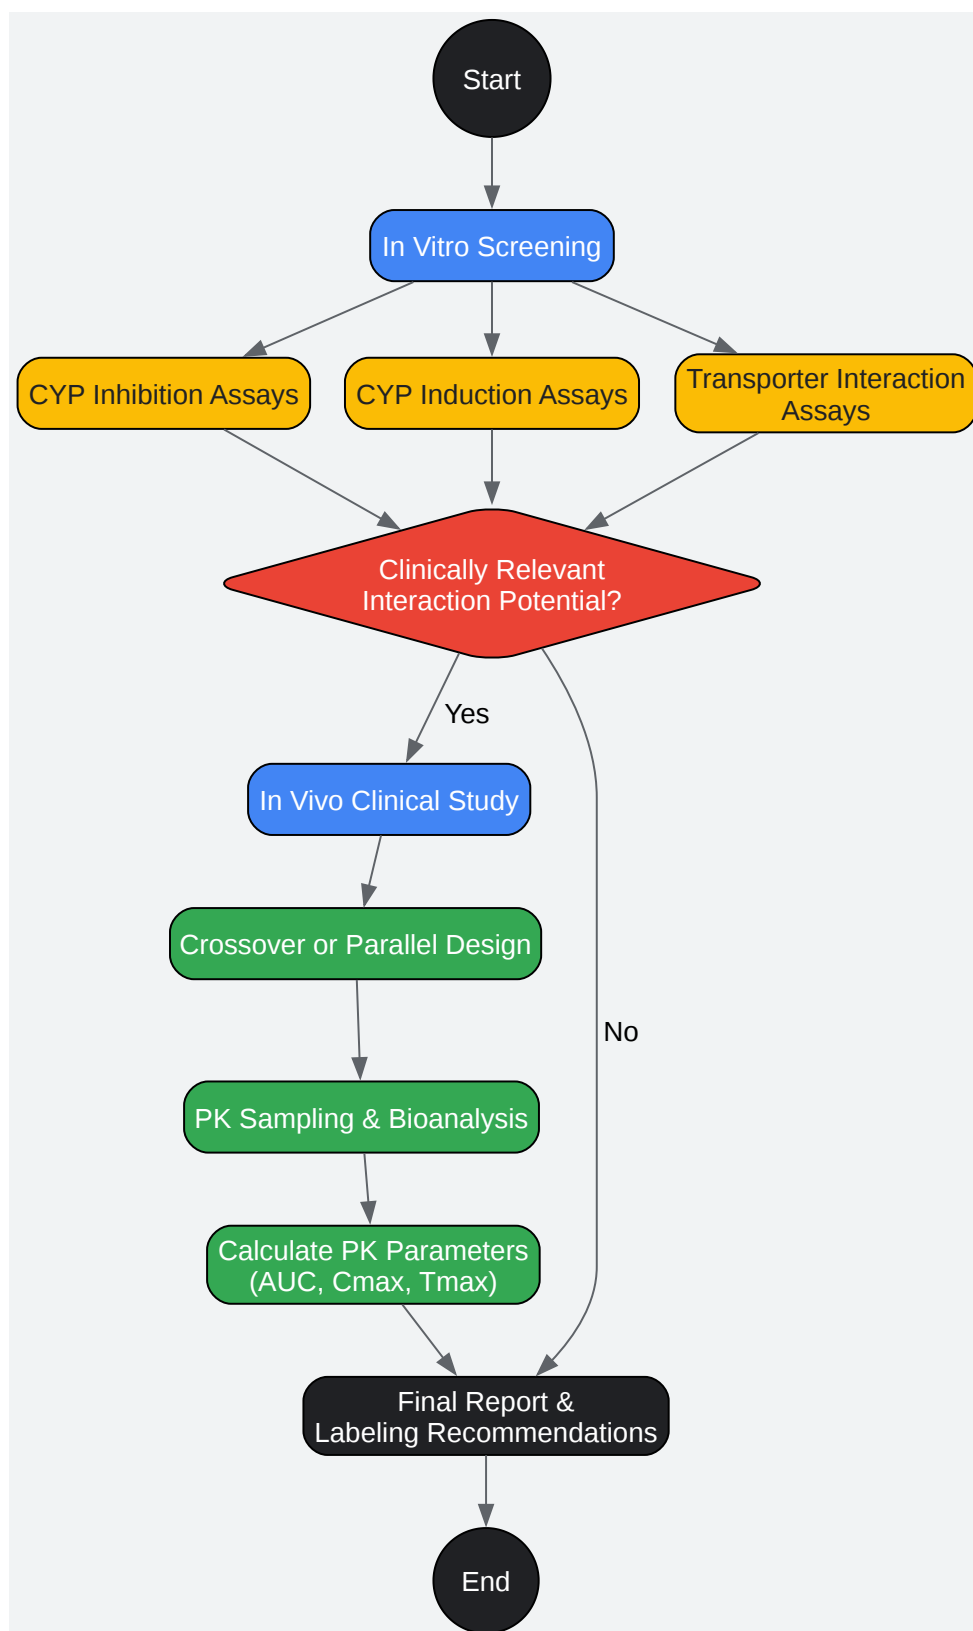 Start
In Vitro Screening
CYP Inhibition Assays
CYP Induction Assays
Transporter Interaction
Assays
Clinically Relevant
Interaction Potential?
Yes
In Vivo Clinical Study
Crossover or Parallel Design
No
PK Sampling & Bioanalysis
Calculate PK Parameters
(AUC, Cmax, Tmax)
Final Report &
Labeling Recommendations
End